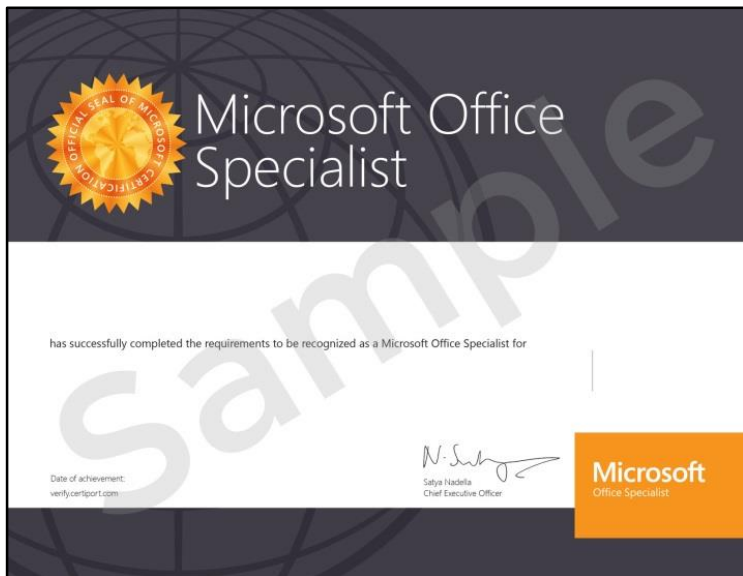 OFFICIAL SEAL OF MICROSOFT CERTIFICATION
Microsoft Office
Specialist
Sample
has successfully completed the requirements to be recognized as a Microsoft Office Specialist for
Date of achievement:
verify.certiport.com
Satya Nadella
Chief Executive Officer
Microsoft
Office Specialist